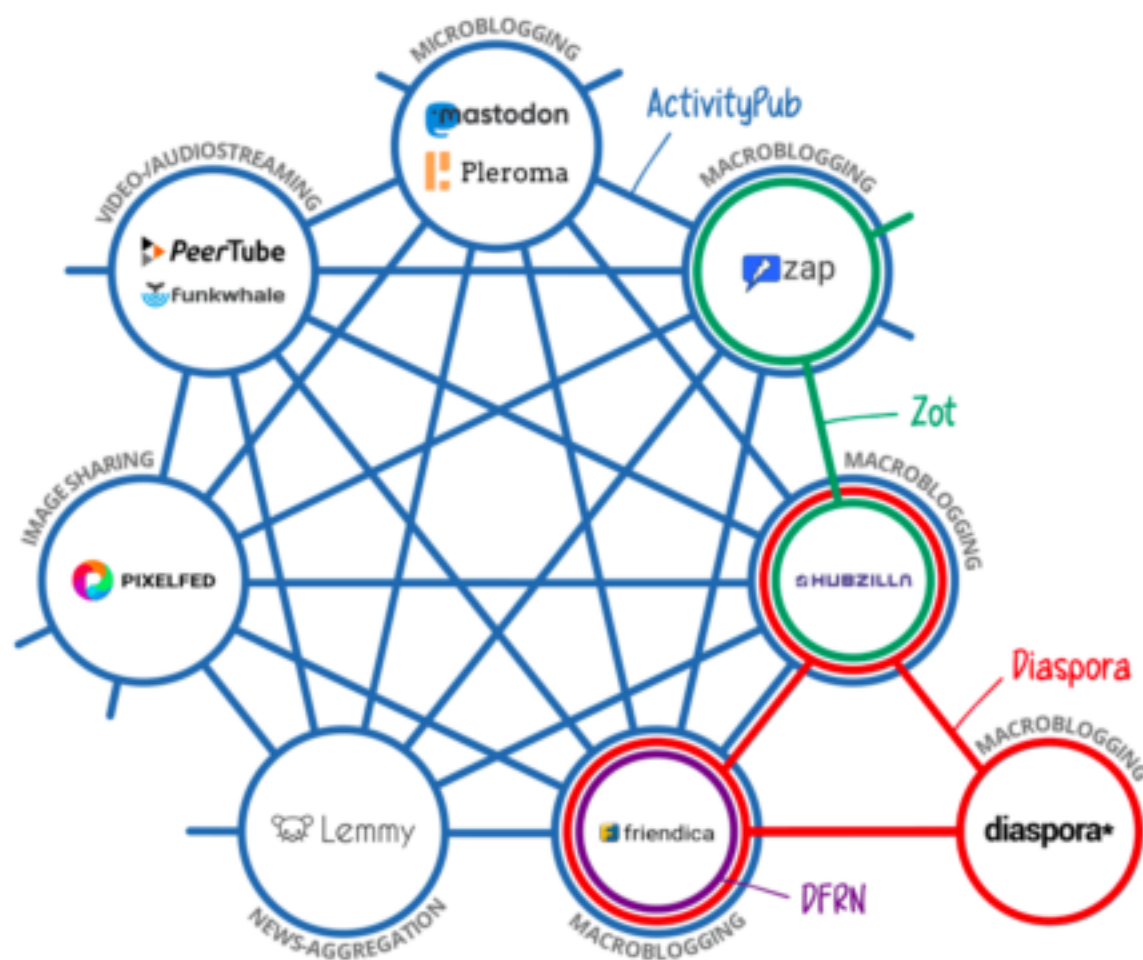 MICROBLOGGING
mastodon
Pleroma
ActivityPub
VIDEO-/AUDIOSTREAMING
PeerTube
Funkwhale
MACROBLOGGING
zap
Zot
IMAGE SHARING
PIXELFED
MACROBLOGGING
HUBZILLA
Diaspora
MACROBLOGGING
diaspora*
Lemmy
NEWS-AGGREGATION
friendica
MACROBLOGGING
DFRN